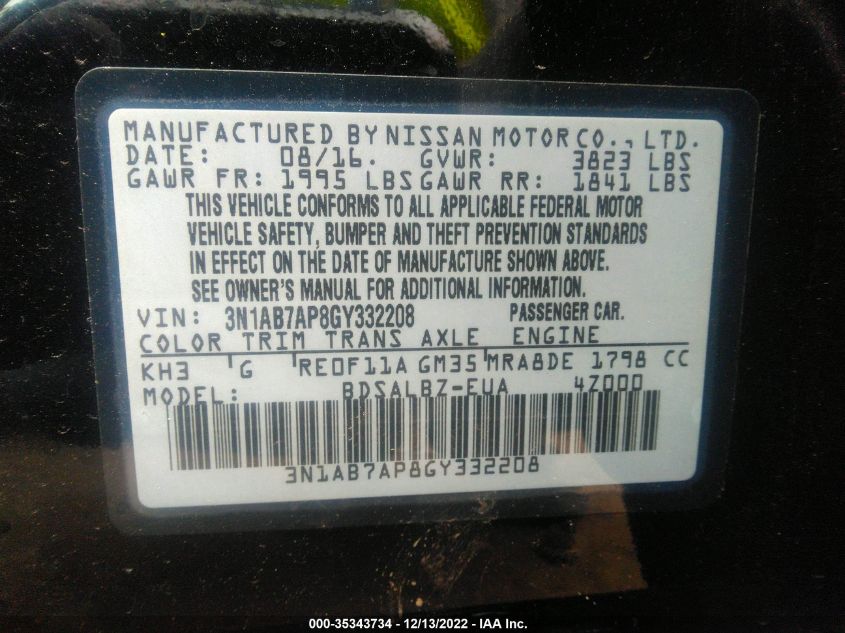 MANUFACTURED BY NISSAN MOTOR CO., LTD.
DATE: 08/16. GVWR: 3823 LBS
GAWR FR: 1995 LBS GAWR RR: 1841 LBS
THIS VEHICLE CONFORMS TO ALL APPLICABLE FEDERAL MOTOR
VEHICLE SAFETY, BUMPER AND THEFT PREVENTION STANDARDS
IN EFFECT ON THE DATE OF MANUFACTURE SHOWN ABOVE.
SEE OWNER'S MANUAL FOR ADDITIONAL INFORMATION.
VIN: 3N1AB7AP8GY332208 PASSENGER CAR.
COLOR TRIM TRANS AXLE ENGINE
KH3 G RE0F11A GM35 MRA8DE 1798 CC
MODEL: BDSALBZ-EUA 4Z000
3N1AB7AP8GY332208
000-35343734 - 12/13/2022 - IAA Inc.